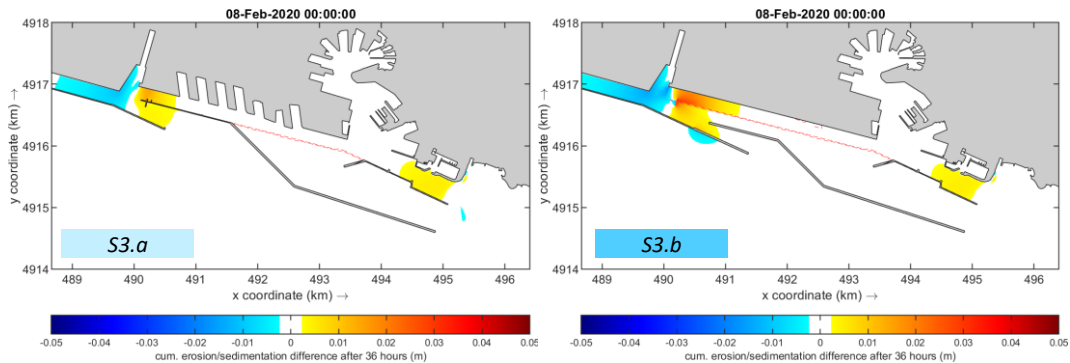 08-Feb-2020 00:00:00
4918
4917
4916
4915
4914
y coordinate (km) →
S3.a
489 490 491 492 493 494 495 496
x coordinate (km) →
-0.05 -0.04 -0.03 -0.02 -0.01 0 0.01 0.02 0.03 0.04 0.05
cum. erosion/sedimentation difference after 36 hours (m)
08-Feb-2020 00:00:00
4918
4917
4916
4915
4914
y coordinate (km) →
S3.b
489 490 491 492 493 494 495 496
x coordinate (km) →
-0.05 -0.04 -0.03 -0.02 -0.01 0 0.01 0.02 0.03 0.04 0.05
cum. erosion/sedimentation difference after 36 hours (m)